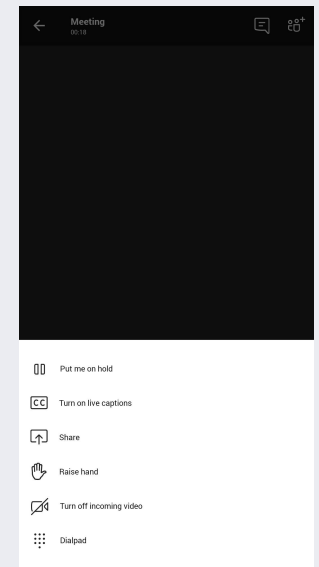 Meeting
00:18
Put me on hold
CC Turn on live captions
Share
Raise hand
Turn off incoming video
Dialpad